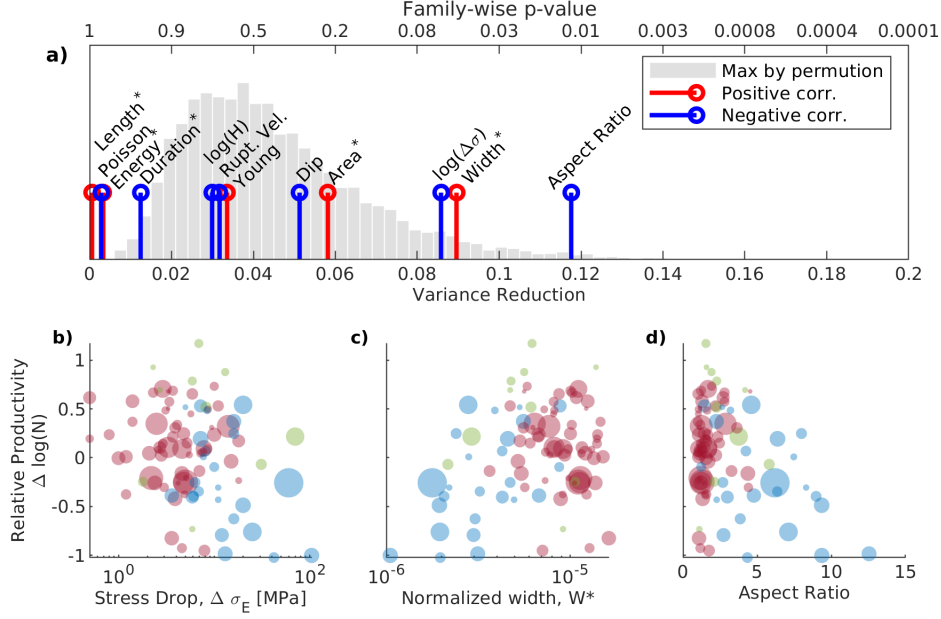 Family-wise p-value
1 0.9 0.5 0.2 0.08 0.03 0.01 0.003 0.0008 0.0004 0.0001
a)
Max by permution
Positive corr.
Negative corr.
Length*
Poisson
Energy*
Duration*
log(H)
Rupt. Vel.
Young
Dip
Area*
log(Δσ)
Width*
Aspect Ratio
0 0.02 0.04 0.06 0.08 0.1 0.12 0.14 0.16 0.18 0.2
Variance Reduction
b)
c)
d)
Relative Productivity
Δ log(N)
1
0.5
0
-0.5
-1
10^0 10^2
Stress Drop, Δ σ_E [MPa]
10^-6 10^-5
Normalized width, W*
0 5 10 15
Aspect Ratio